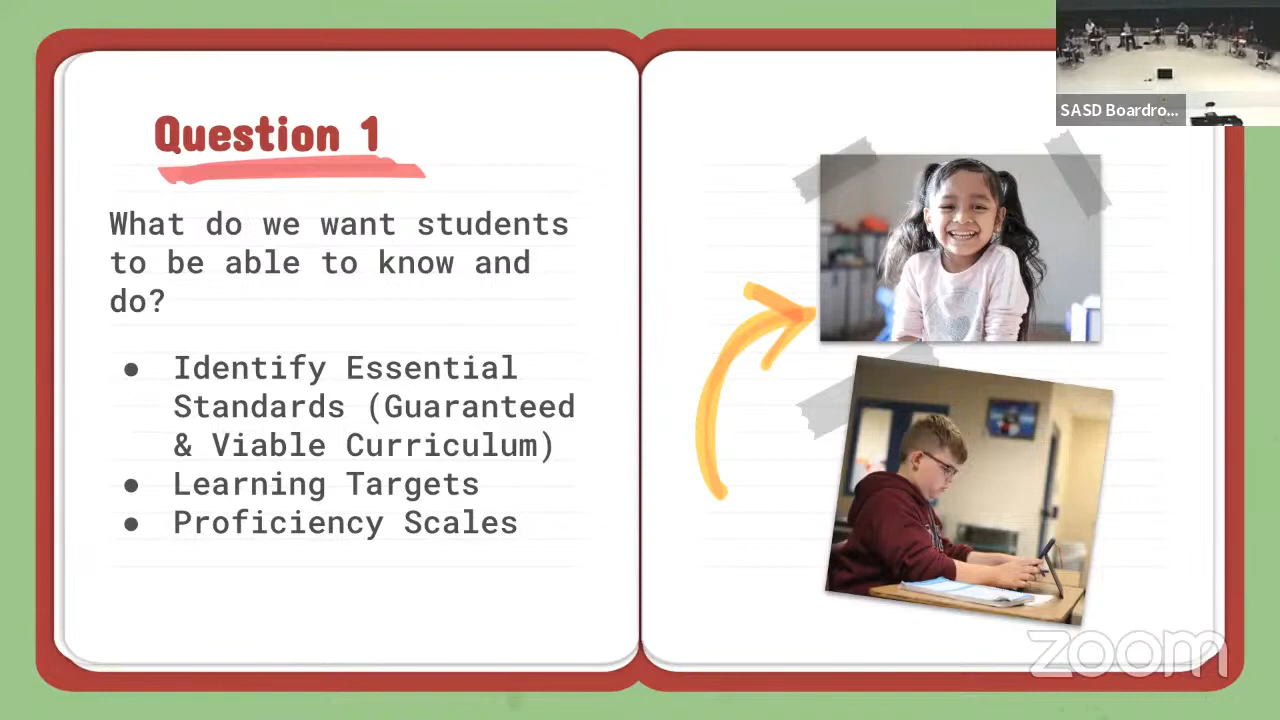 Question 1
What do we want students
to be able to know and
do?
● Identify Essential
Standards (Guaranteed
& Viable Curriculum)
● Learning Targets
● Proficiency Scales
SASD Boardro...
zoom